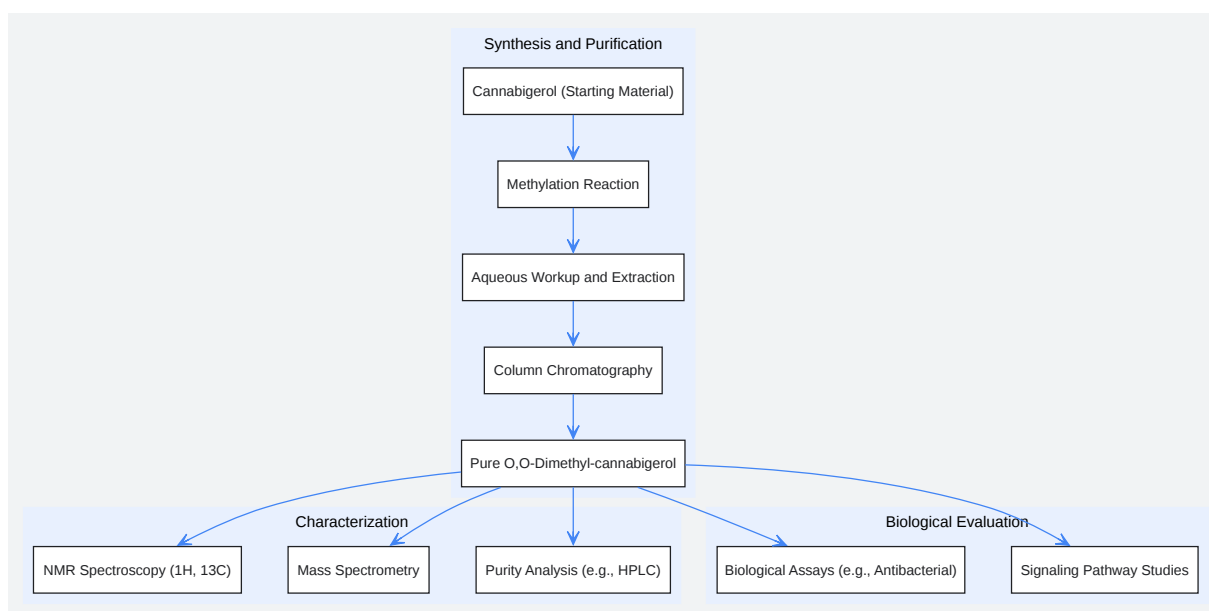 Synthesis and Purification
Cannabigerol (Starting Material)
Methylation Reaction
Aqueous Workup and Extraction
Column Chromatography
Pure O,O-Dimethyl-cannabigerol
Characterization
Biological Evaluation
NMR Spectroscopy (1H, 13C)
Mass Spectrometry
Purity Analysis (e.g., HPLC)
Biological Assays (e.g., Antibacterial)
Signaling Pathway Studies